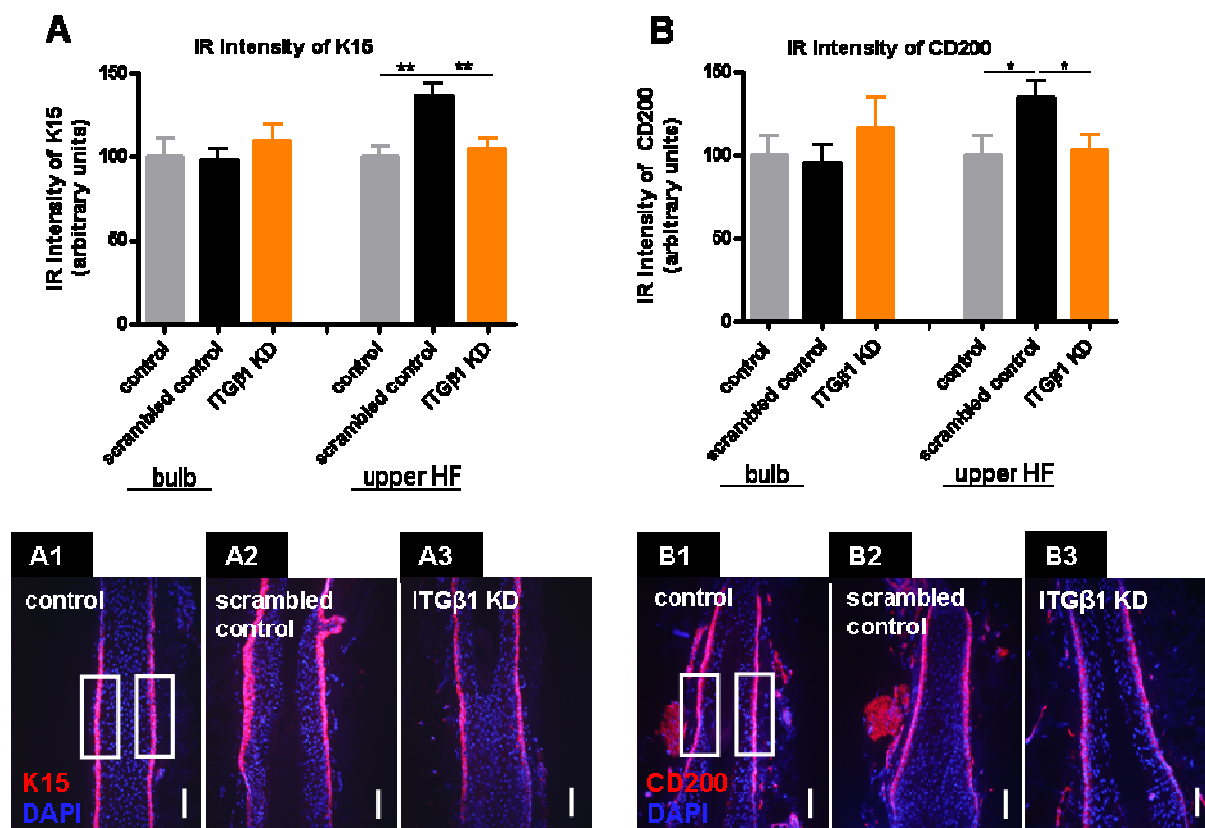 A
IR Intensity of K15
IR Intensity of K15
(arbitrary units)
150
100
50
0
** **
control
scrambled control
ITGβ1 KD
control
scrambled control
ITGβ1 KD
bulb
upper HF
B
IR Intensity of CD200
IR Intensity of CD200
(arbitrary units)
150
100
50
0
* *
control
scrambled control
ITGβ1 KD
control
scrambled control
ITGβ1 KD
bulb
upper HF
A1
control
K15
DAPI
A2
scrambled
control
A3
ITGβ1 KD
B1
control
CD200
DAPI
B2
scrambled
control
B3
ITGβ1 KD